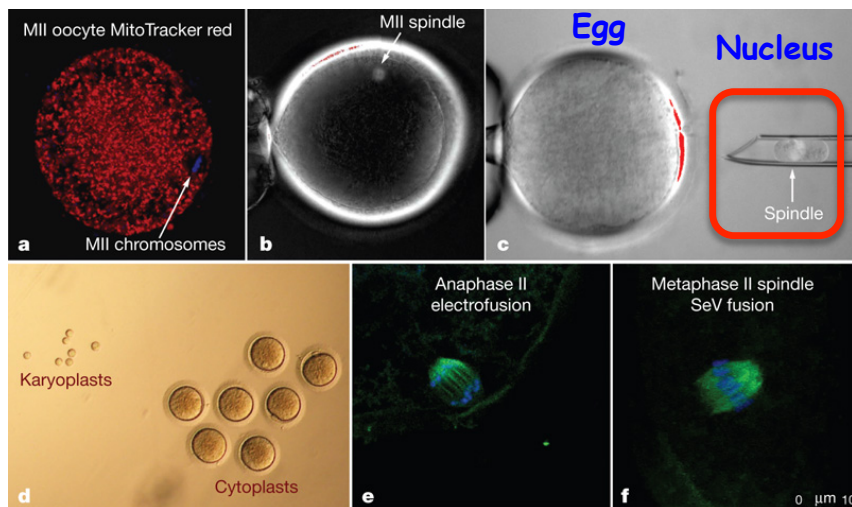 MII oocyte MitoTracker red
MII chromosomes
a
MII spindle
b
Egg
Nucleus
Spindle
c
Karyoplasts
Cytoplasts
d
Anaphase II
electrofusion
e
Metaphase II spindle
SeV fusion
f
0 μm 10